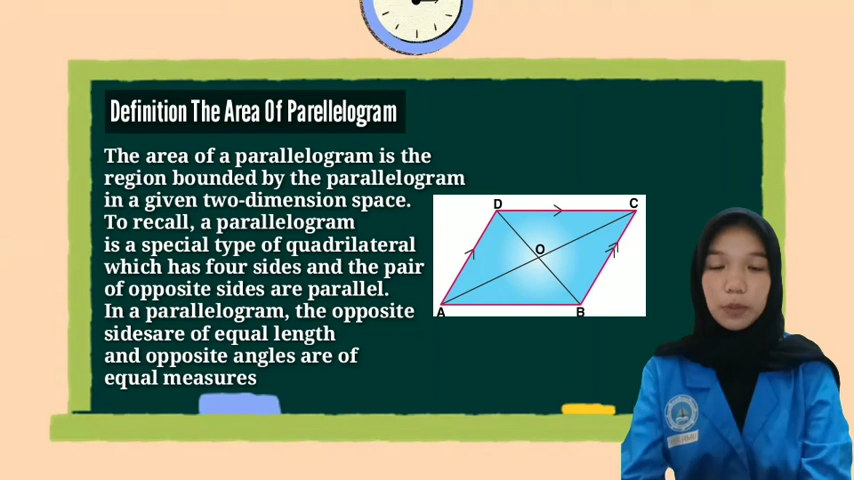 Definition The Area Of Parellelogram
The area of a parallelogram is the
region bounded by the parallelogram
in a given two-dimension space.
To recall, a parallelogram
is a special type of quadrilateral
which has four sides and the pair
of opposite sides are parallel.
In a parallelogram, the opposite
sidesare of equal length
and opposite angles are of
equal measures
D
C
O
A
B